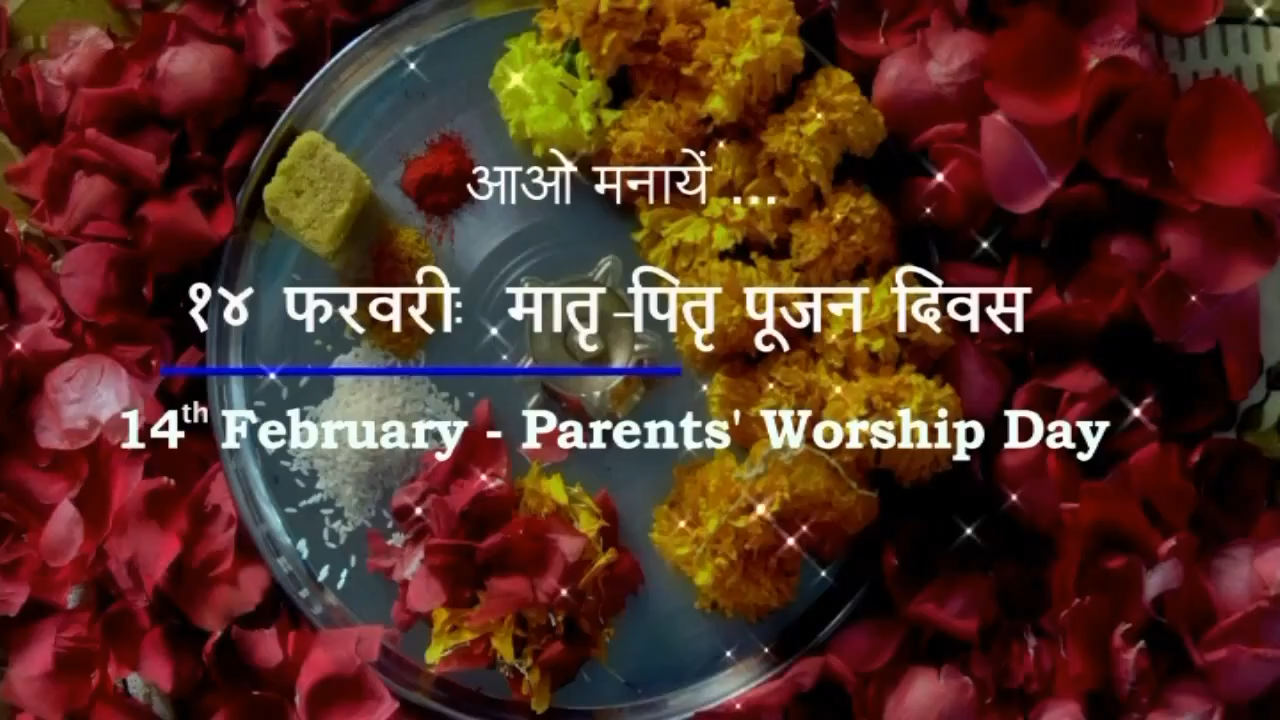 आओ मनायें ...
१४ फरवरीः मातृ-पितृ पूजन दिवस
14th February - Parents' Worship Day